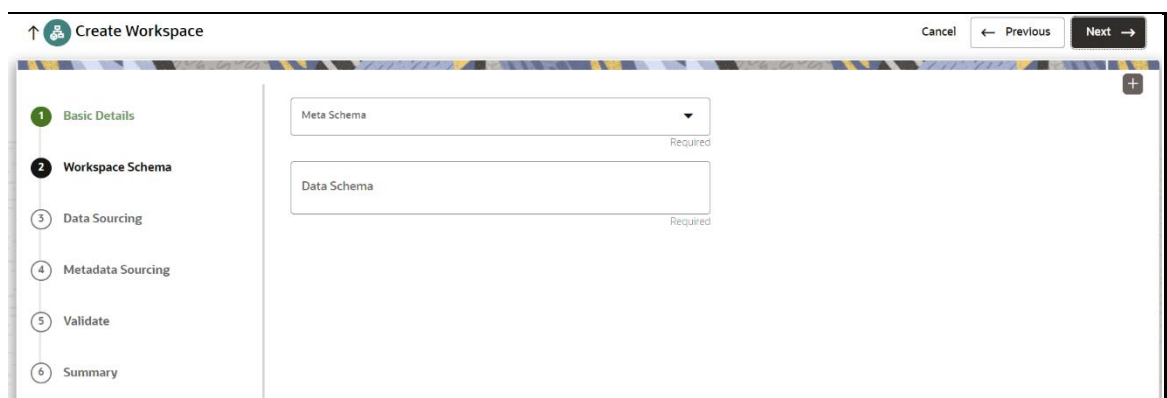 Create Workspace
Cancel
← Previous
Next →
1 Basic Details
2 Workspace Schema
3 Data Sourcing
4 Metadata Sourcing
5 Validate
6 Summary
Meta Schema
Required
Data Schema
Required